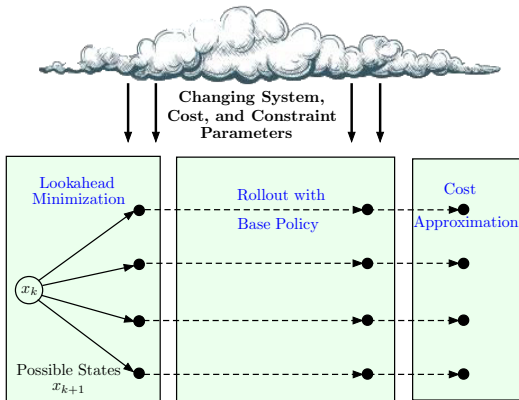 Changing System,
Cost, and Constraint
Parameters
Lookahead
Minimization
Rollout with
Base Policy
Cost
Approximation
x_k
Possible States
x_{k+1}